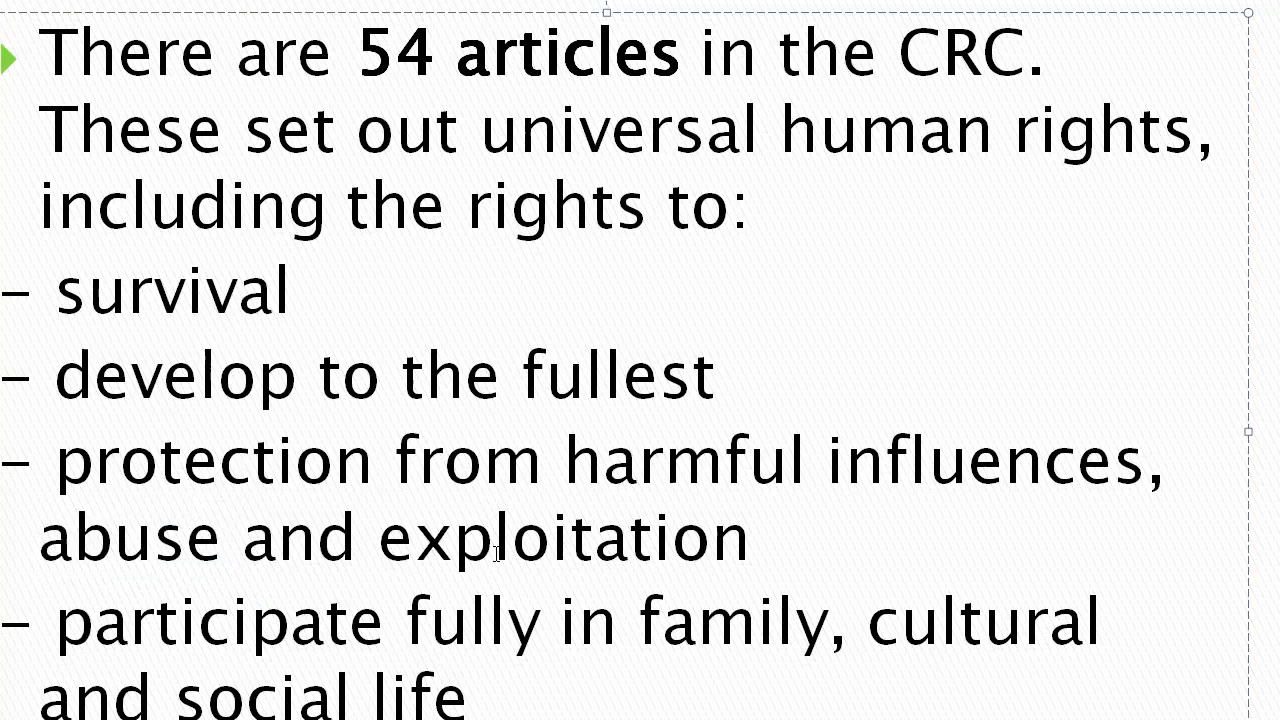 There are 54 articles in the CRC.
These set out universal human rights,
including the rights to:
– survival
– develop to the fullest
– protection from harmful influences,
abuse and exploitation
– participate fully in family, cultural
and social life